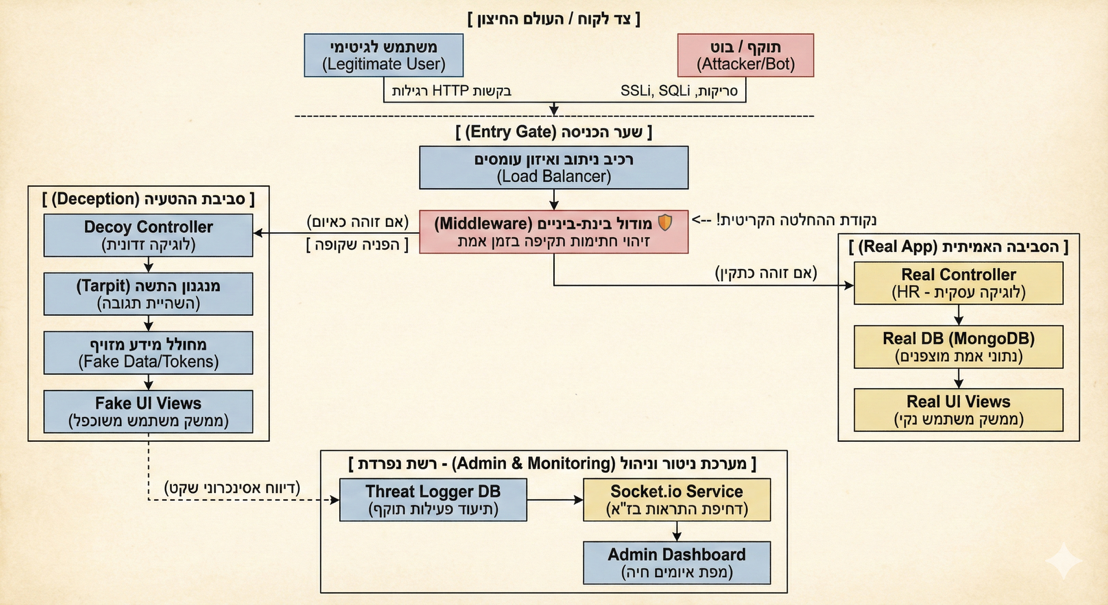 [ צד לקוח / העולם החיצון ]
משתמש לגיטימי
(Legitimate User)
תוקף / בוט
(Attacker/Bot)
בקשות HTTP רגילות
סריקות, SSLi, SQLi
[ שער הכניסה (Entry Gate) ]
רכיב ניתוב ואיזון עומסים
(Load Balancer)
מודול בינת-ביניים (Middleware)
זיהוי חתימות תקיפה בזמן אמת
<-- נקודת ההחלטה הקריטית!
(אם זוהה כאיום)
[ הפניה שקופה ]
(אם זוהה כתקין)
[ סביבת ההטעיה (Deception) ]
Decoy Controller
(לוגיקה זדונית)
מנגנון התשה (Tarpit)
(השהיית תגובה)
מחולל מידע מזויף
(Fake Data/Tokens)
Fake UI Views
(ממשק משתמש משוכפל)
[ הסביבה האמיתית (Real App) ]
Real Controller
(לוגיקה עסקית - HR)
Real DB (MongoDB)
(נתוני אמת מוצפנים)
Real UI Views
(ממשק משתמש נקי)
(דיווח אסינכרוני שקט)
[ מערכת ניטור וניהול (Admin & Monitoring) - רשת נפרדת ]
Threat Logger DB
(תיעוד פעילות תוקף)
Socket.io Service
(דחיפת התראות בז"א)
Admin Dashboard
(מפת איומים חיה)